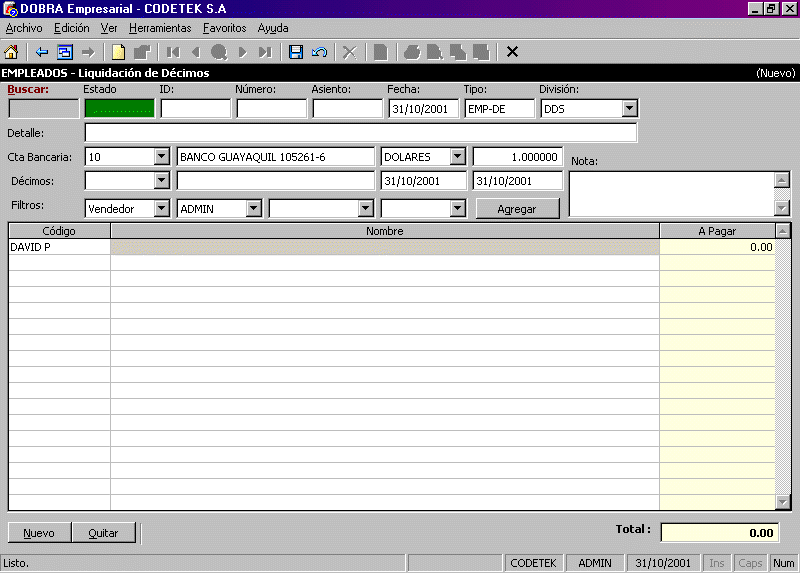 DOBRA Empresarial - CODETEK S.A
Archivo Edición Ver Herramientas Favoritos Ayuda
EMPLEADOS - Liquidación de Décimos (Nuevo)
Buscar: Estado ID: Número: Asiento: Fecha: Tipo: División:
31/10/2001 EMP-DE DDS
Detalle:
Cta Bancaria: 10 BANCO GUAYAQUIL 105261-6 DOLARES 1.000000 Nota:
Décimos: 31/10/2001 31/10/2001
Filtros: Vendedor ADMIN Agregar
Código Nombre A Pagar
DAVID P 0.00
Nuevo Quitar Total : 0.00
Listo. CODETEK ADMIN 31/10/2001 Ins Caps Num